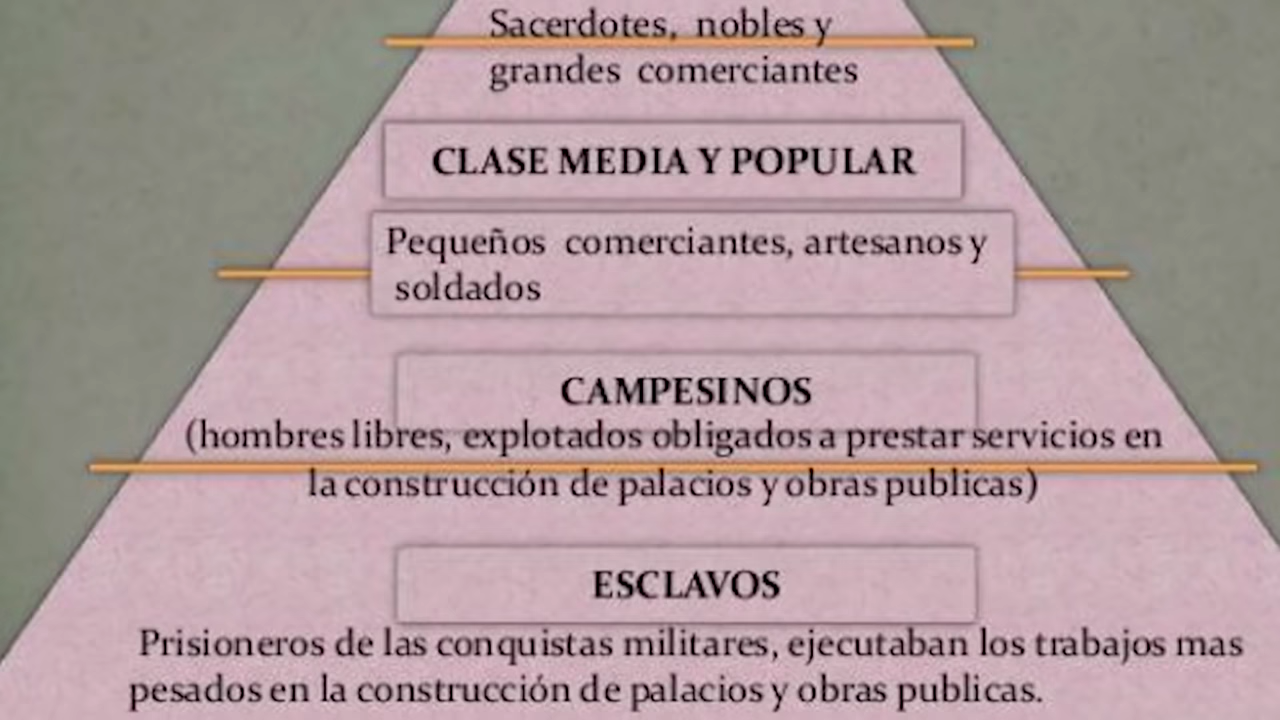 Sacerdotes, nobles y
grandes comerciantes
CLASE MEDIA Y POPULAR
Pequeños comerciantes, artesanos y
soldados
CAMPESINOS
(hombres libres, explotados obligados a prestar servicios en
la construcción de palacios y obras publicas)
ESCLAVOS
Prisioneros de las conquistas militares, ejecutaban los trabajos mas
pesados en la construcción de palacios y obras publicas.